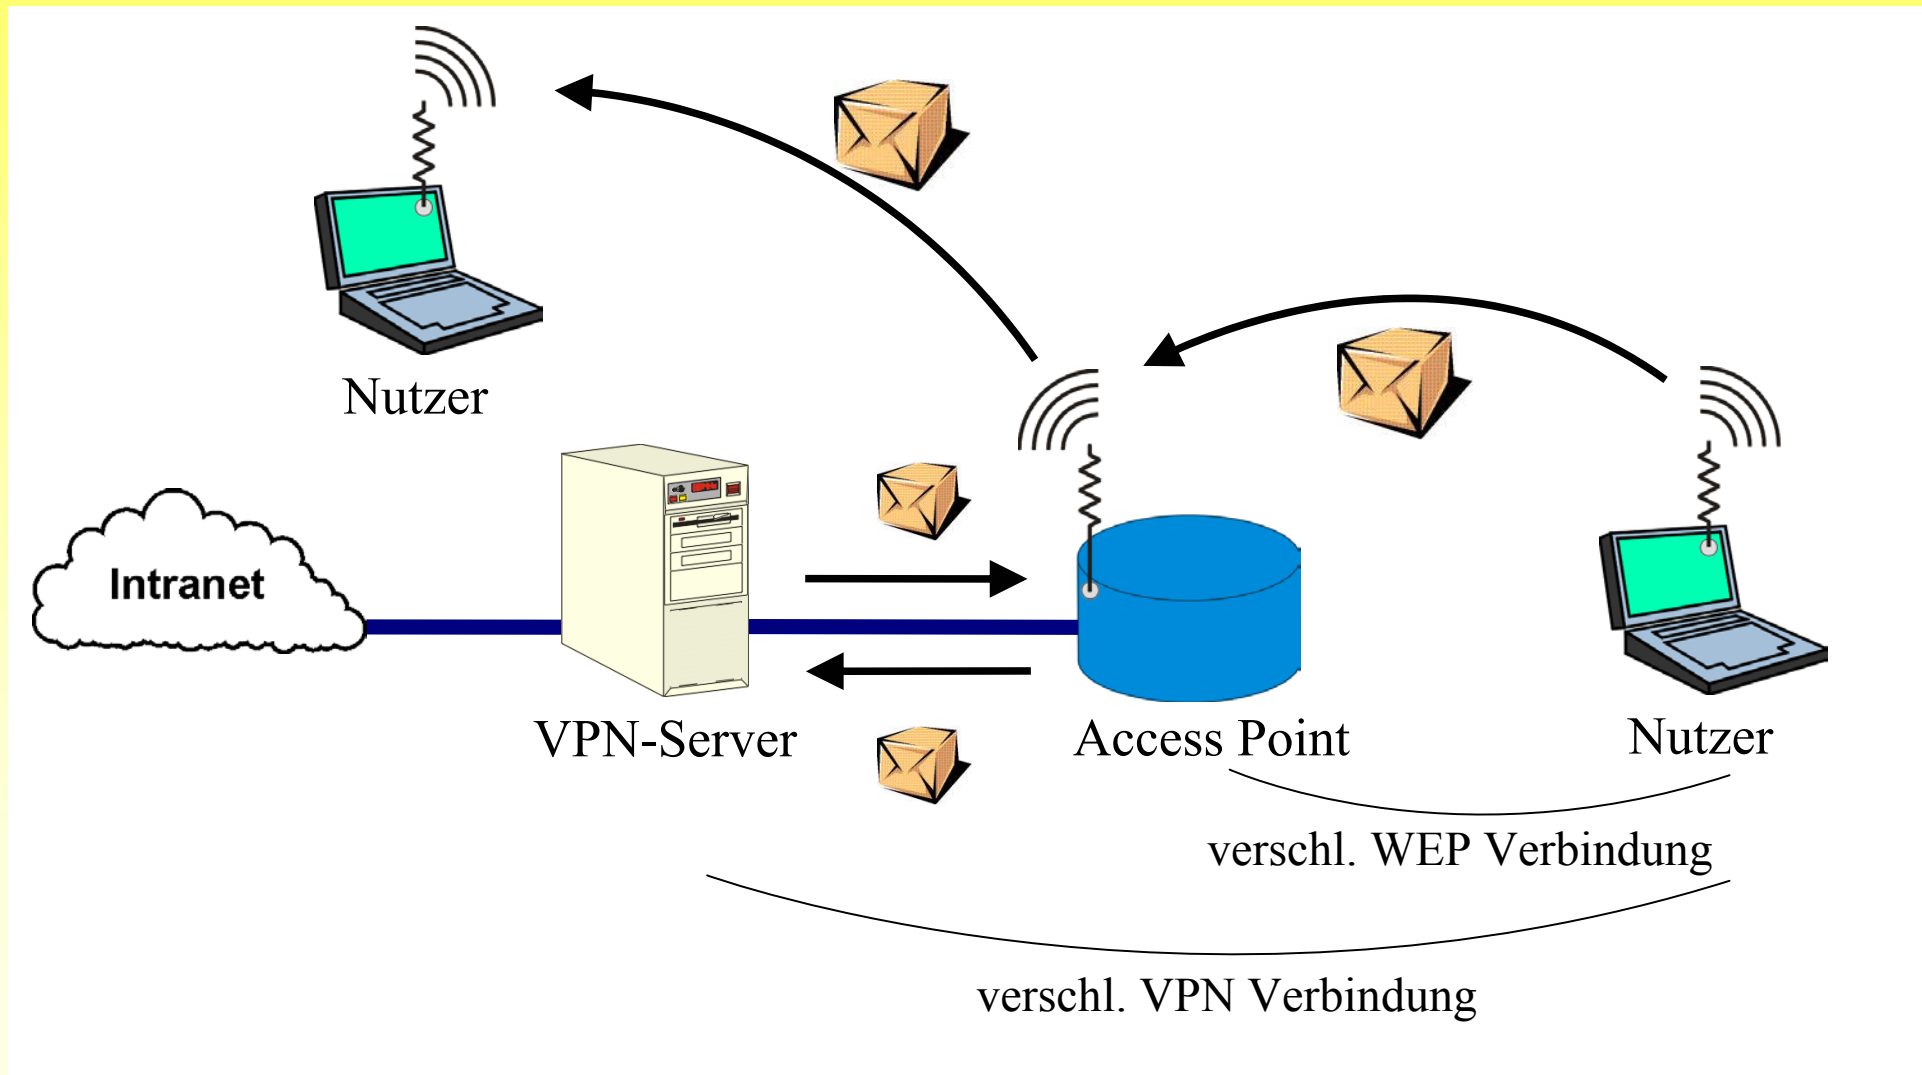 Nutzer
Intranet
VPN-Server
Access Point
Nutzer
verschl. WEP Verbindung
verschl. VPN Verbindung